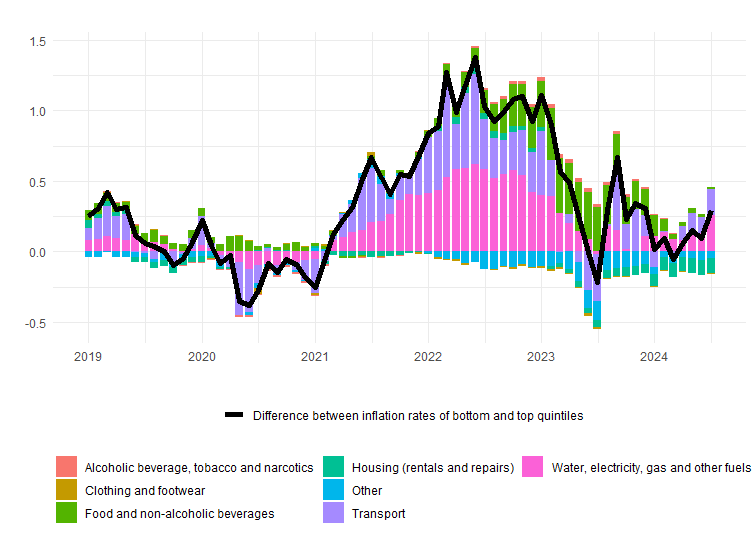 1.5
1.0
0.5
0.0
-0.5
2019 2020 2021 2022 2023 2024
Difference between inflation rates of bottom and top quintiles
Alcoholic beverage, tobacco and narcotics Housing (rentals and repairs) Water, electricity, gas and other fuels
Clothing and footwear Other
Food and non-alcoholic beverages Transport